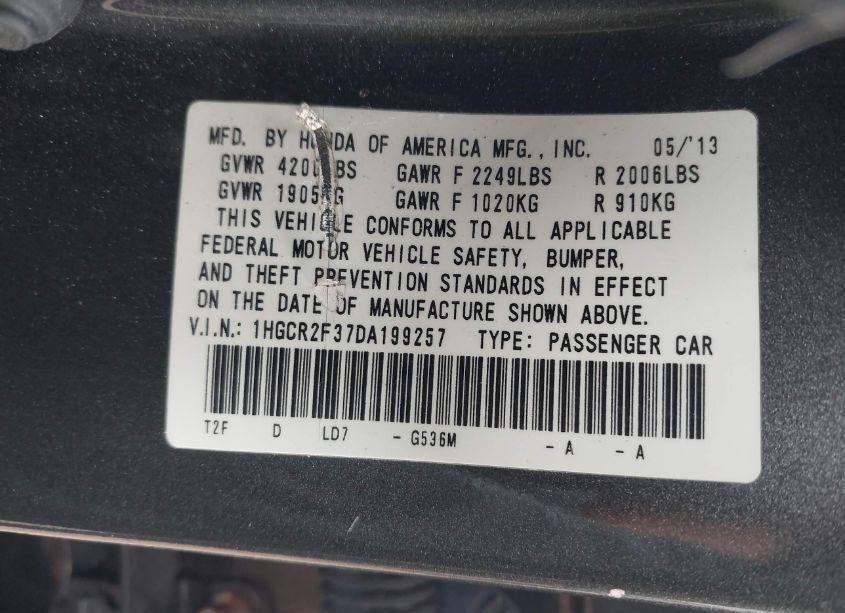 MFD. BY HONDA OF AMERICA MFG., INC. 05/'13
GVWR 4200LBS GAWR F 2249LBS R 2006LBS
GVWR 1905KG GAWR F 1020KG R 910KG
THIS VEHICLE CONFORMS TO ALL APPLICABLE
FEDERAL MOTOR VEHICLE SAFETY, BUMPER,
AND THEFT PREVENTION STANDARDS IN EFFECT
ON THE DATE OF MANUFACTURE SHOWN ABOVE.
V.I.N.: 1HGCR2F37DA199257 TYPE: PASSENGER CAR
T2F D LD7 - G536M - A - A